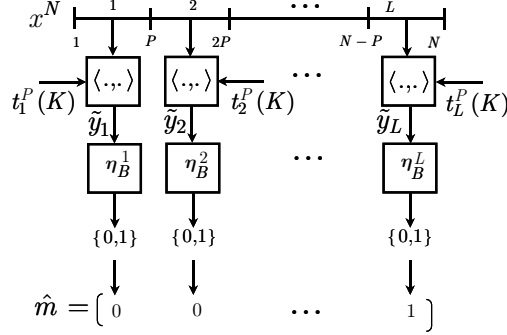 1 2 ... L
x^N
1 P 2P N-P N
⟨.,.⟩ ⟨.,.⟩ ... ⟨.,.⟩
t_1^P(K) t_2^P(K) t_L^P(K)
ỹ_1 ỹ_2 ỹ_L
η_B^1 η_B^2 ... η_B^L
{0,1} {0,1} {0,1}
m̂ = ( 0 0 ... 1 )